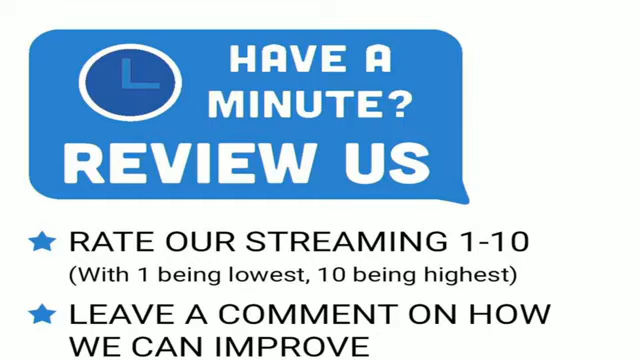 HAVE A
MINUTE?
REVIEW US
RATE OUR STREAMING 1-10
(With 1 being lowest, 10 being highest)
LEAVE A COMMENT ON HOW
WE CAN IMPROVE